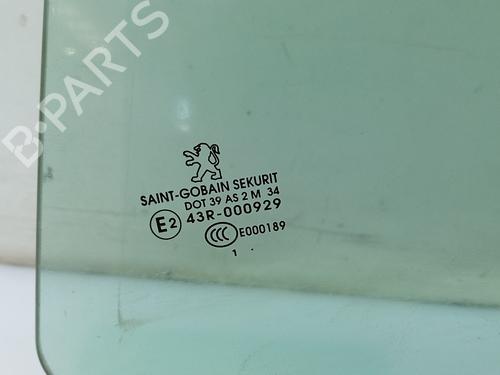 B-PARTS
SAINT-GOBAIN SEKURIT
DOT 39 AS 2 M 34
E2 43R-000929
CCC E000189
1